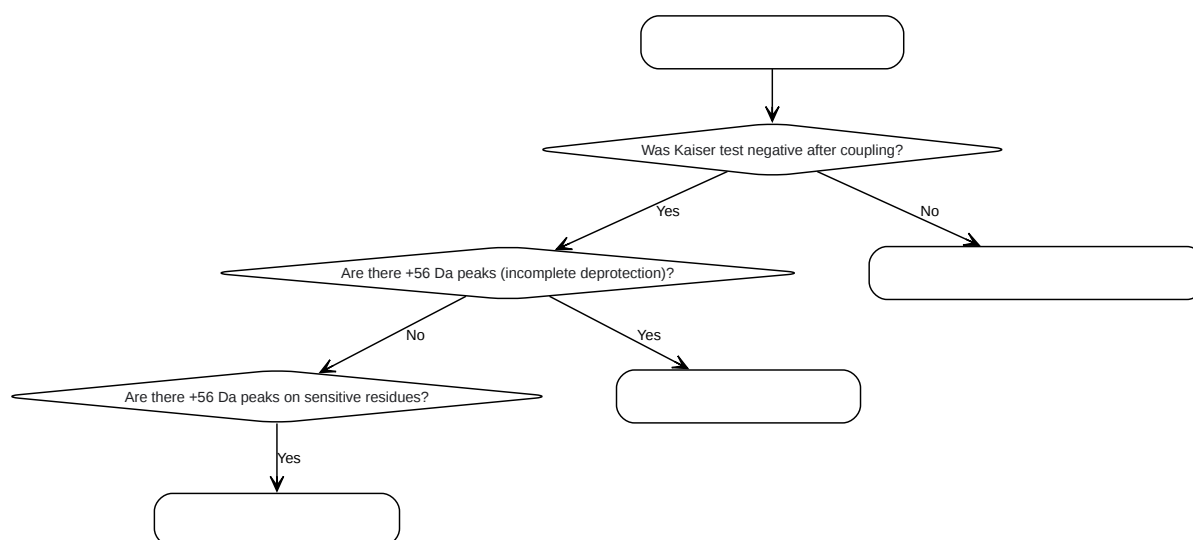 Was Kaiser test negative after coupling?
Yes
No
Are there +56 Da peaks (incomplete deprotection)?
No
Yes
Are there +56 Da peaks on sensitive residues?
Yes